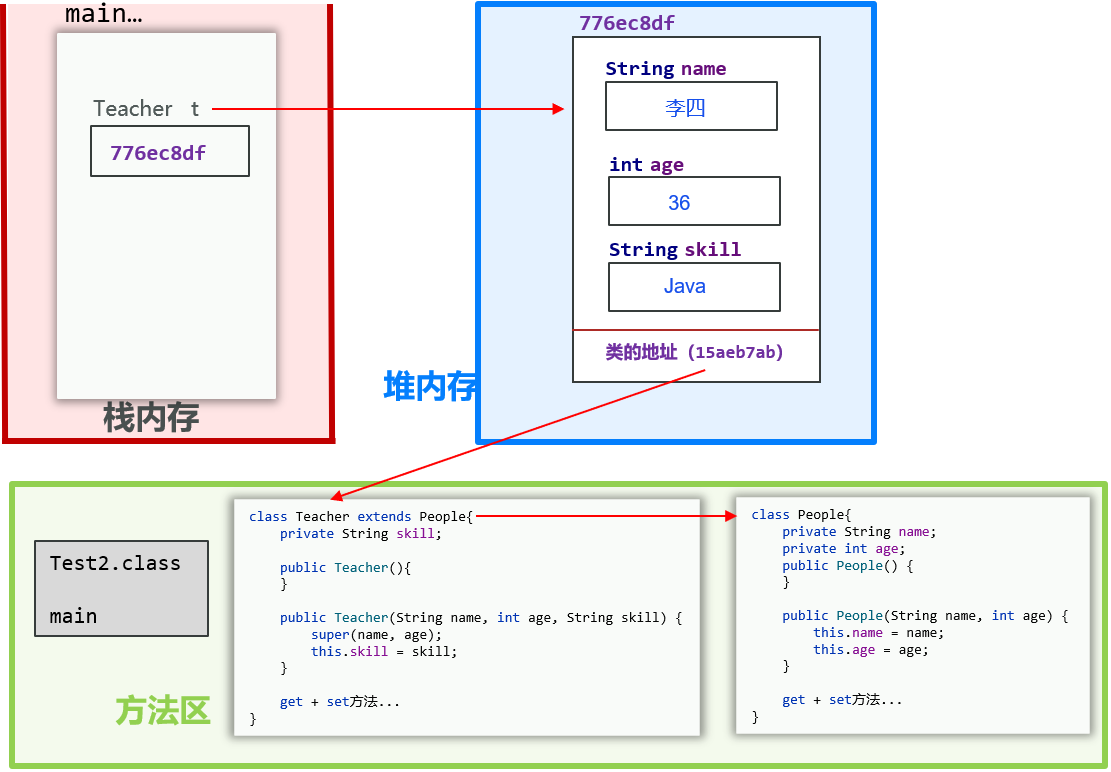 main…
Teacher t
776ec8df
栈内存
776ec8df
String name
李四
int age
36
String skill
Java
类的地址（15aeb7ab）
堆内存
Test2.class
main
方法区
class Teacher extends People{
private String skill;
public Teacher(){
}
public Teacher(String name, int age, String skill) {
super(name, age);
this.skill = skill;
}
get + set方法...
}
class People{
private String name;
private int age;
public People() {
}
public People(String name, int age) {
this.name = name;
this.age = age;
}
get + set方法...
}